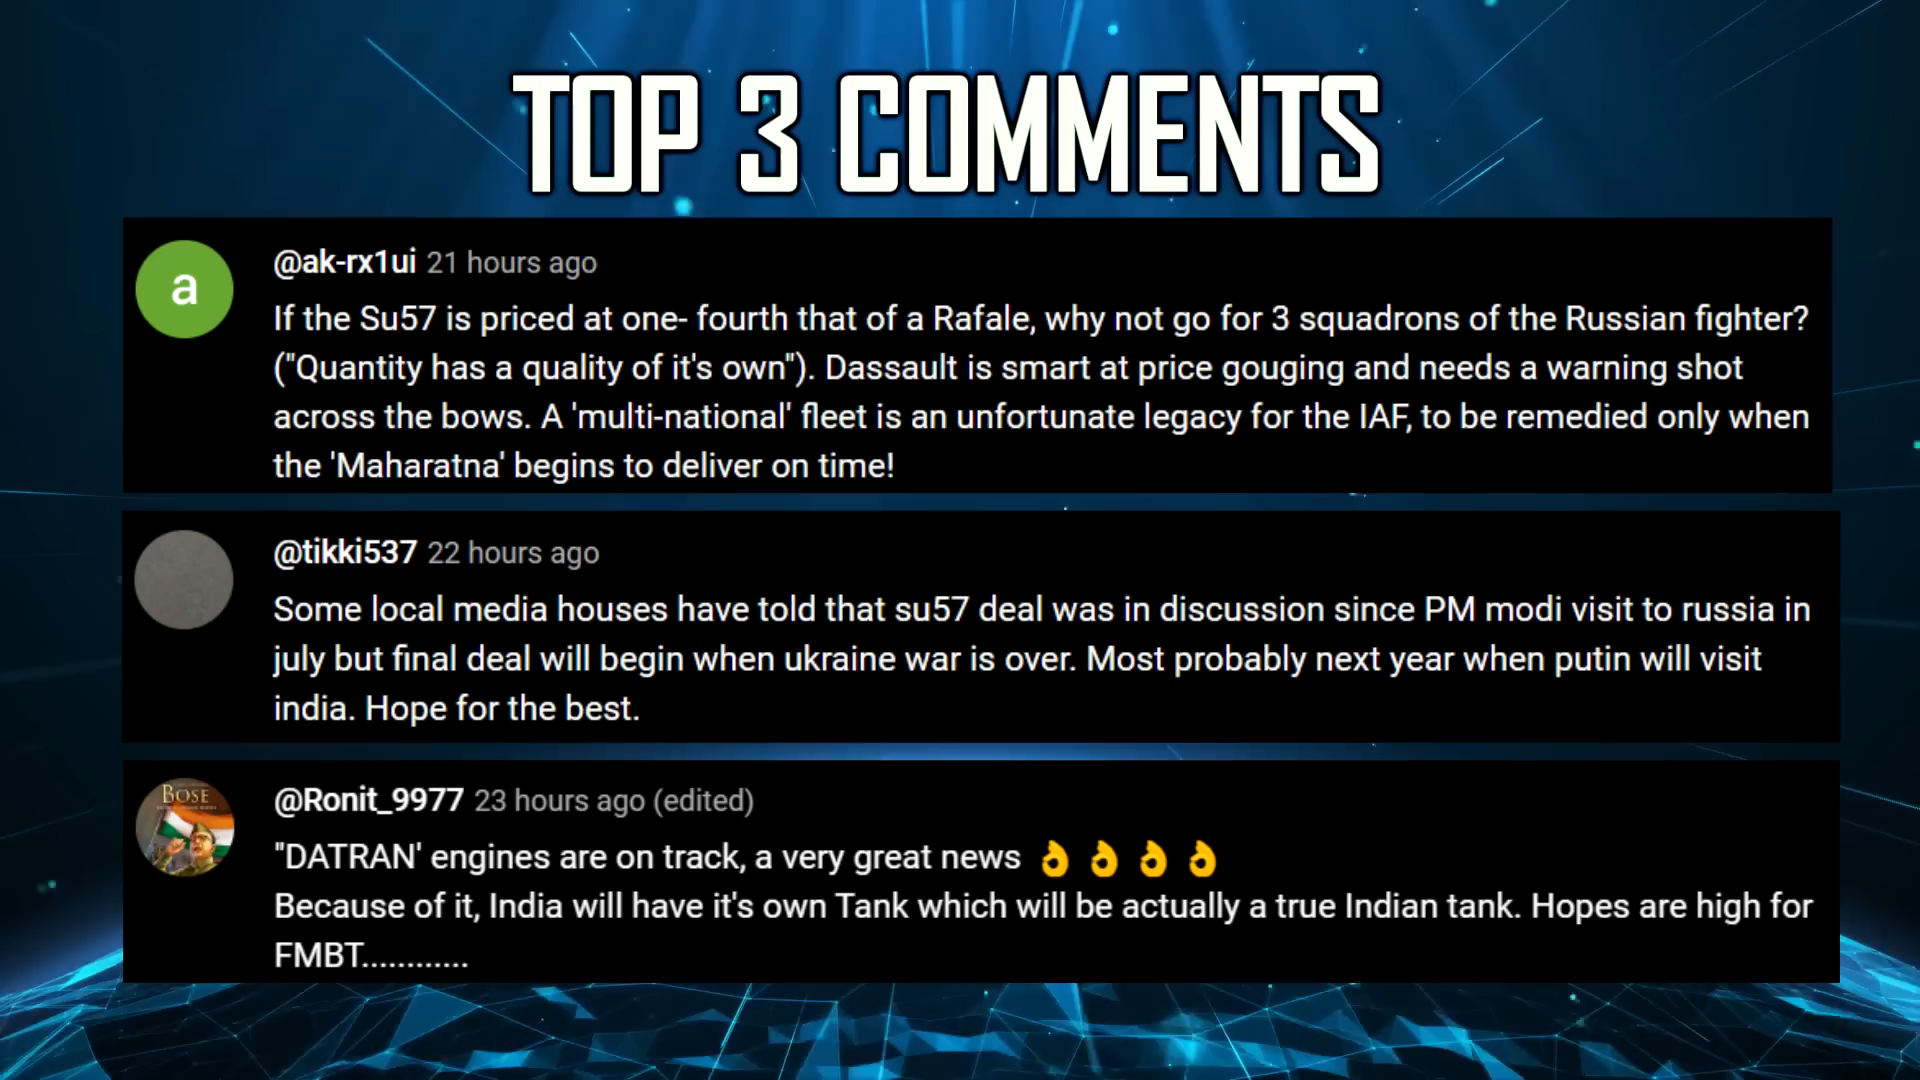 TOP 3 COMMENTS
a
@ak-rx1ui 21 hours ago
If the Su57 is priced at one- fourth that of a Rafale, why not go for 3 squadrons of the Russian fighter?
("Quantity has a quality of it's own"). Dassault is smart at price gouging and needs a warning shot
across the bows. A 'multi-national' fleet is an unfortunate legacy for the IAF, to be remedied only when
the 'Maharatna' begins to deliver on time!
@tikki537 22 hours ago
Some local media houses have told that su57 deal was in discussion since PM modi visit to russia in
july but final deal will begin when ukraine war is over. Most probably next year when putin will visit
india. Hope for the best.
BOSE
@Ronit_9977 23 hours ago (edited)
"DATRAN' engines are on track, a very great news 👌 👌 👌 👌
Because of it, India will have it's own Tank which will be actually a true Indian tank. Hopes are high for
FMBT............